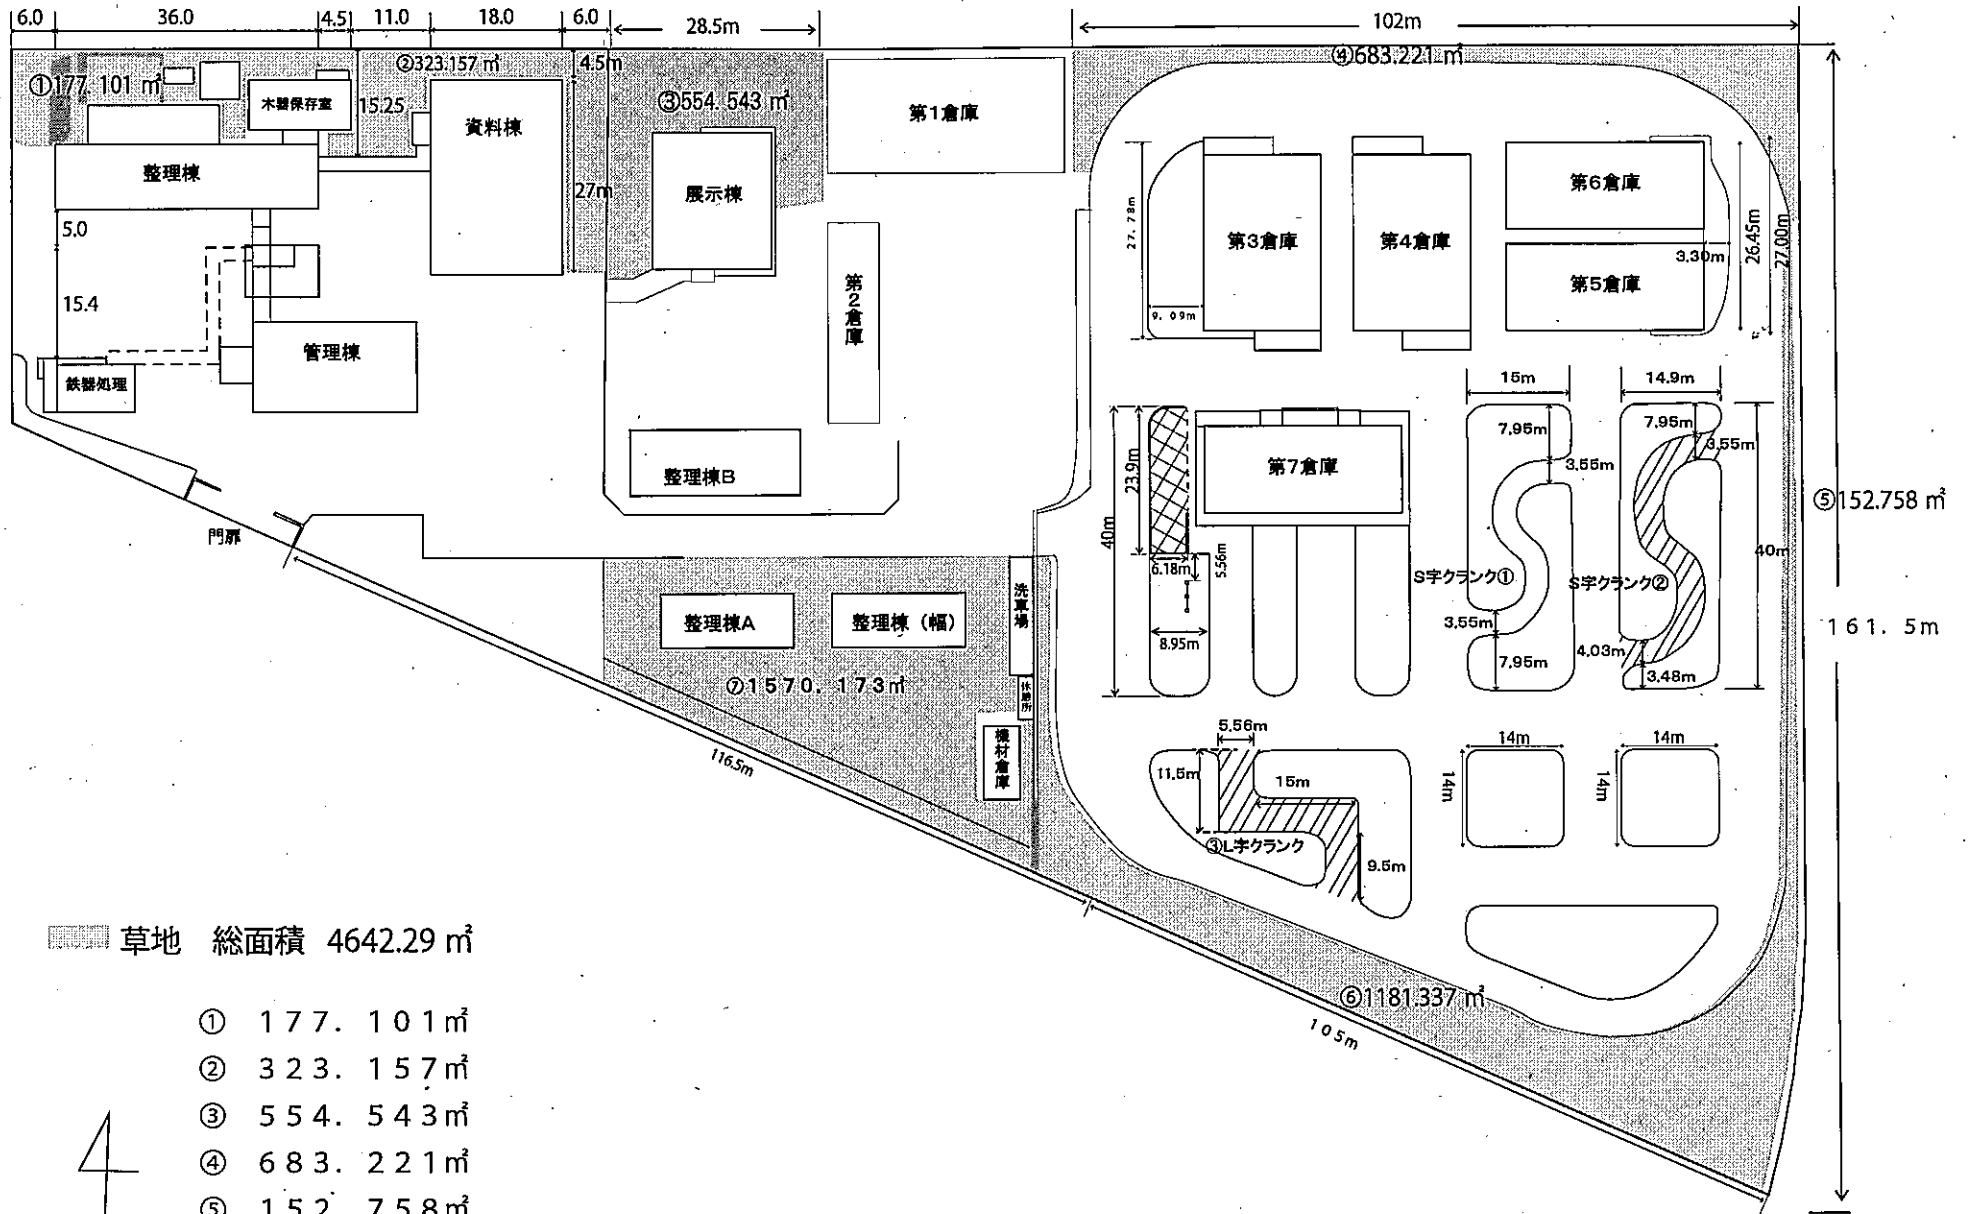 6.0
36.0
4.5
11.0
18.0
6.0
28.5m
102m
①177.101㎡
②323.157㎡
4.5m
③554.543㎡
④683.221㎡
木器保存室
15.25
資料棟
第1倉庫
整理棟
27m
展示棟
第6倉庫
27.78m
第3倉庫
第4倉庫
26.45m
27.00m
3.30m
5.0
第5倉庫
15.4
第2倉庫
9.09m
管理棟
鉄器処理
15m
14.9m
7.95m
7.95m
3.55m
3.55m
整理棟B
23.9m
第7倉庫
⑤152.758㎡
門扉
40m
40m
6.18m
5.56m
S字クランク①
S字クランク②
洗車場
整理棟A
整理棟（幅）
161.5m
3.55m
8.95m
4.03m
7.95m
3.48m
⑦1570.173㎡
休憩所
機材倉庫
5.56m
14m
14m
116.5m
11.5m
15m
14m
14m
③L字クランク
9.5m
草地 総面積 4642.29㎡
⑥1181.337㎡
105m
① 177.101㎡
② 323.157㎡
③ 554.543㎡
④ 683.221㎡
⑤ 152.758㎡